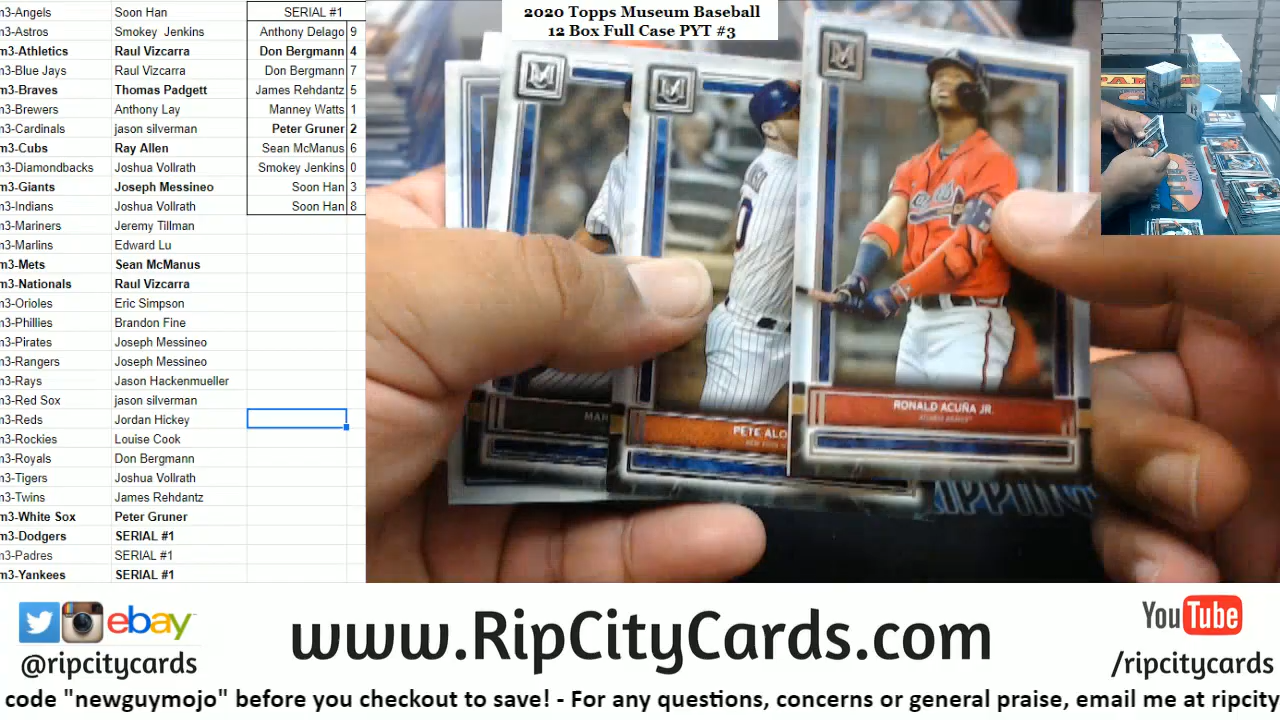 m3-Angels Soon Han SERIAL #1
m3-Astros Smokey Jenkins Anthony Delago 9
m3-Athletics Raul Vizcarra Don Bergmann 4
m3-Blue Jays Raul Vizcarra Don Bergmann 7
m3-Braves Thomas Padgett James Rehdantz 5
m3-Brewers Anthony Lay Manney Watts 1
m3-Cardinals jason silverman Peter Gruner 2
m3-Cubs Ray Allen Sean McManus 6
m3-Diamondbacks Joshua Vollrath Smokey Jenkins 0
m3-Giants Joseph Messineo Soon Han 3
m3-Indians Joshua Vollrath Soon Han 8
m3-Mariners Jeremy Tillman
m3-Marlins Edward Lu
m3-Mets Sean McManus
m3-Nationals Raul Vizcarra
m3-Orioles Eric Simpson
m3-Phillies Brandon Fine
m3-Pirates Joseph Messineo
m3-Rangers Joseph Messineo
m3-Rays Jason Hackenmueller
m3-Red Sox jason silverman
m3-Reds Jordan Hickey
m3-Rockies Louise Cook
m3-Royals Don Bergmann
m3-Tigers Joshua Vollrath
m3-Twins James Rehdantz
m3-White Sox Peter Gruner
m3-Dodgers SERIAL #1
m3-Padres SERIAL #1
m3-Yankees SERIAL #1
2020 Topps Museum Baseball
12 Box Full Case PYT #3
MAR
PETE ALO
RONALD ACUÑA JR.
ATLANTA BRAVES
ebay
@ripcitycards
www.RipCityCards.com
YouTube
/ripcitycards
code "newguymojo" before you checkout to save! - For any questions, concerns or general praise, email me at ripcity